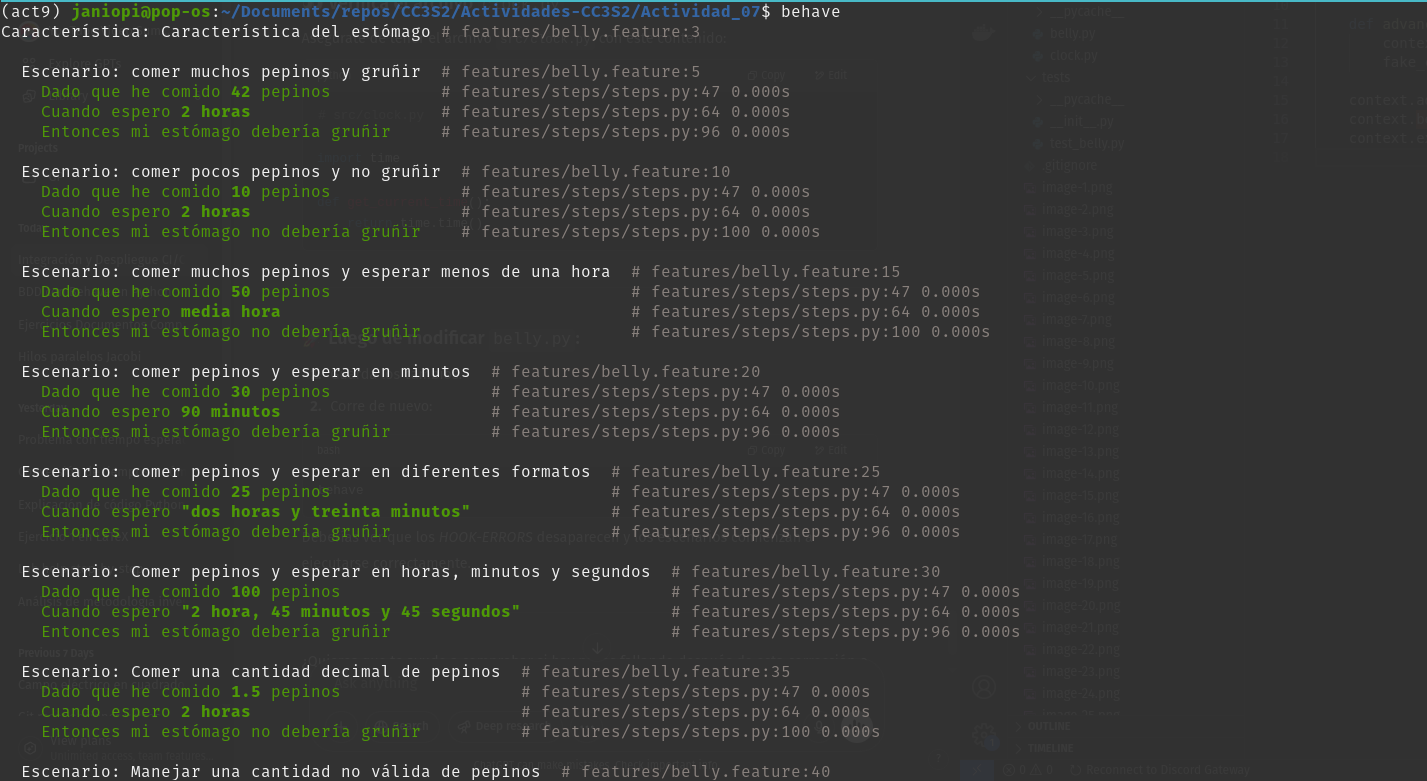 (act9) janiopi@pop-os:~/Documents/repos/CC3S2/Actividades-CC3S2/Actividad_07$ behave
Característica: Característica del estómago # features/belly.feature:3
Escenario: comer muchos pepinos y gruñir # features/belly.feature:5
Dado que he comido 42 pepinos # features/steps/steps.py:47 0.000s
Cuando espero 2 horas # features/steps/steps.py:64 0.000s
Entonces mi estómago debería gruñir # features/steps/steps.py:96 0.000s
Escenario: comer pocos pepinos y no gruñir # features/belly.feature:10
Dado que he comido 10 pepinos # features/steps/steps.py:47 0.000s
Cuando espero 2 horas # features/steps/steps.py:64 0.000s
Entonces mi estómago no debería gruñir # features/steps/steps.py:100 0.000s
Escenario: comer muchos pepinos y esperar menos de una hora # features/belly.feature:15
Dado que he comido 50 pepinos # features/steps/steps.py:47 0.000s
Cuando espero media hora # features/steps/steps.py:64 0.000s
Entonces mi estómago no debería gruñir # features/steps/steps.py:100 0.000s
Escenario: comer pepinos y esperar en minutos # features/belly.feature:20
Dado que he comido 30 pepinos # features/steps/steps.py:47 0.000s
Cuando espero 90 minutos # features/steps/steps.py:64 0.000s
Entonces mi estómago debería gruñir # features/steps/steps.py:96 0.000s
Escenario: comer pepinos y esperar en diferentes formatos # features/belly.feature:25
Dado que he comido 25 pepinos # features/steps/steps.py:47 0.000s
Cuando espero "dos horas y treinta minutos" # features/steps/steps.py:64 0.000s
Entonces mi estómago debería gruñir # features/steps/steps.py:96 0.000s
Escenario: Comer pepinos y esperar en horas, minutos y segundos # features/belly.feature:30
Dado que he comido 100 pepinos # features/steps/steps.py:47 0.000s
Cuando espero "2 hora, 45 minutos y 45 segundos" # features/steps/steps.py:64 0.000s
Entonces mi estómago debería gruñir # features/steps/steps.py:96 0.000s
Escenario: Comer una cantidad decimal de pepinos # features/belly.feature:35
Dado que he comido 1.5 pepinos # features/steps/steps.py:47 0.000s
Cuando espero 2 horas # features/steps/steps.py:64 0.000s
Entonces mi estómago no debería gruñir # features/steps/steps.py:100 0.000s
Escenario: Manejar una cantidad no válida de pepinos # features/belly.feature:40